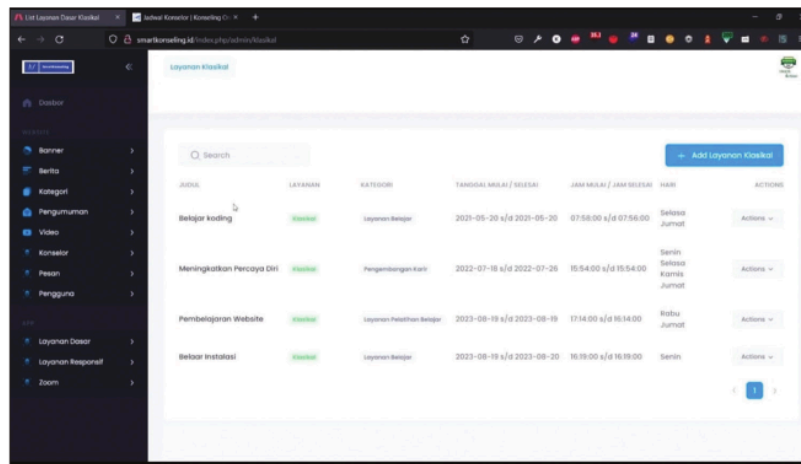 List Layanan Dasar Klasikal
Jadwal Konselor | Konseling
smartkonseling.id/index.php/admin/klasikal
Layanan Klasikal
Dasbor
WEBSITE
Banner
Berita
Kategori
Pengumuman
Video
Konselor
Pesan
Pengguna
APP
Layanan Dasar
Layanan Responsif
Zoom
Search
Add Layanan Klasikal
JUDUL LAYANAN KATEGORI TANGGAL MULAI / SELESAI JAM MULAI / JAM SELESAI HARI ACTIONS
Belajar koding Klasikal Layanan Belajar 2021-05-20 s/d 2021-05-20 07:58:00 s/d 07:56:00 Selasa Actions
Jumat
Meningkatkan Percaya Diri Klasikal Pengembangan Karir 2022-07-18 s/d 2022-07-26 15:54:00 s/d 15:54:00 Senin Actions
Selasa
Kamis
Jumat
Pembelajaran Website Klasikal Layanan Pelatihan Belajar 2023-08-19 s/d 2023-08-19 17:14:00 s/d 16:14:00 Rabu Actions
Jumat
Belaar Instalasi Klasikal Layanan Belajar 2023-08-19 s/d 2023-08-20 16:19:00 s/d 16:19:00 Senin Actions
1